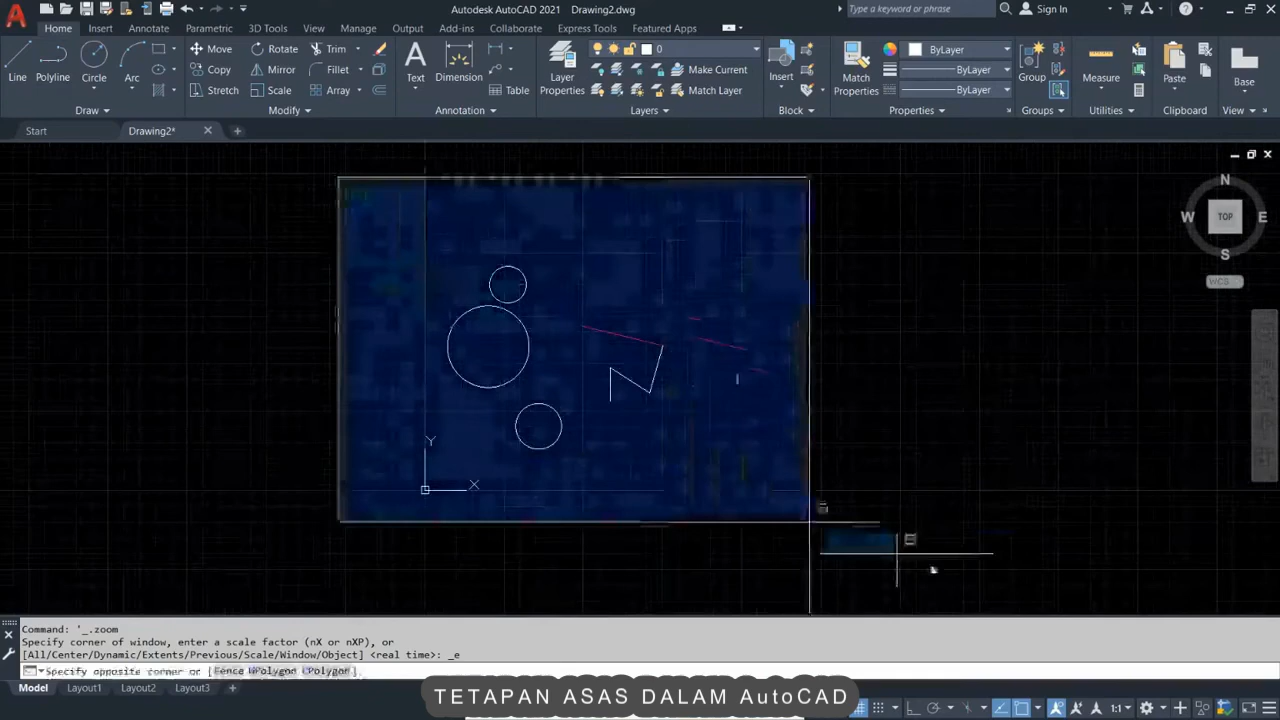 Autodesk AutoCAD 2021 Drawing2.dwg
Type a keyword or phrase
Sign In
Home Insert Annotate Parametric 3D Tools View Manage Output Add-ins Collaborate Express Tools Featured Apps
Line Polyline Circle Arc
Move Rotate Trim
Copy Mirror Fillet
Stretch Scale Array
Text Dimension Table
Layer Properties
0
Make Current
Match Layer
Insert
Match Properties
ByLayer
ByLayer
ByLayer
Group
Measure
Paste
Base
Draw Modify Annotation Layers Block Properties Groups Utilities Clipboard View
Start Drawing2*
N
W TOP E
S
WCS
Y
X
Command: '_.zoom
Specify corner of window, enter a scale factor (nX or nXP), or
[All/Center/Dynamic/Extents/Previous/Scale/Window/Object] <real time>: _e
Specify opposite corner or [Fence WPolygon CPolygon]:
Model Layout1 Layout2 Layout3 +
1:1
TETAPAN ASAS DALAM AutoCAD